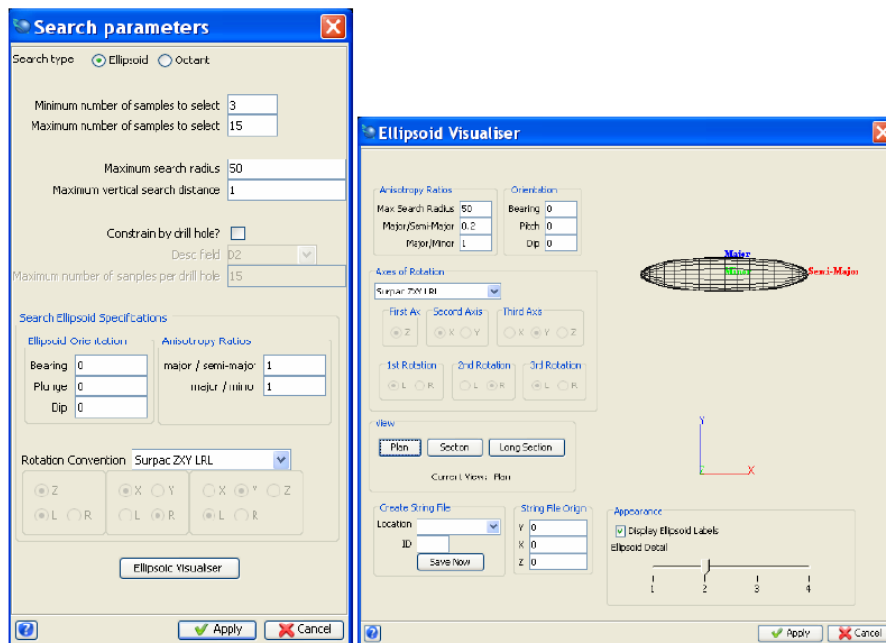 Search parameters
Search type Ellipsoid Octant
Minimum number of samples to select 3
Maximum number of samples to select 15
Maximum search radius 50
Maximum vertical search distance 1
Constrain by drill hole?
Desc field D2
Maximum number of samples per drill hole 15
Search Ellipsoid Specifications
Ellipsoid Orientation Anisotropy Ratios
Bearing 0 major / semi-major 1
Plunge 0 major / minor 1
Dip 0
Rotation Convention Surpac ZXY LRL
Z X Y X Y Z
L R L R L R
Ellipsoid Visualiser
Apply Cancel
Ellipsoid Visualiser
Anisotropy Ratios Orientation
Max Search Radius 50 Bearing 0
Major/Semi-Major 0.2 Pitch 0
Major/Minor 1 Dip 0
Major
Minor Semi-Major
Axes of Rotation
Surpac ZXY LRL
First Ax Second Axis Third Axis
Z X Y X Y Z
1st Rotation 2nd Rotation 3rd Rotation
L R L R L R
View
Plan Section Long Section
Current View: Plan
Y
Z X
Create String File String File Origin
Location Y 0
ID X 0
Save Now Z 0
Appearance
Display Ellipsoid Labels
Ellipsoid Detail
1 2 3 4
Apply Cancel